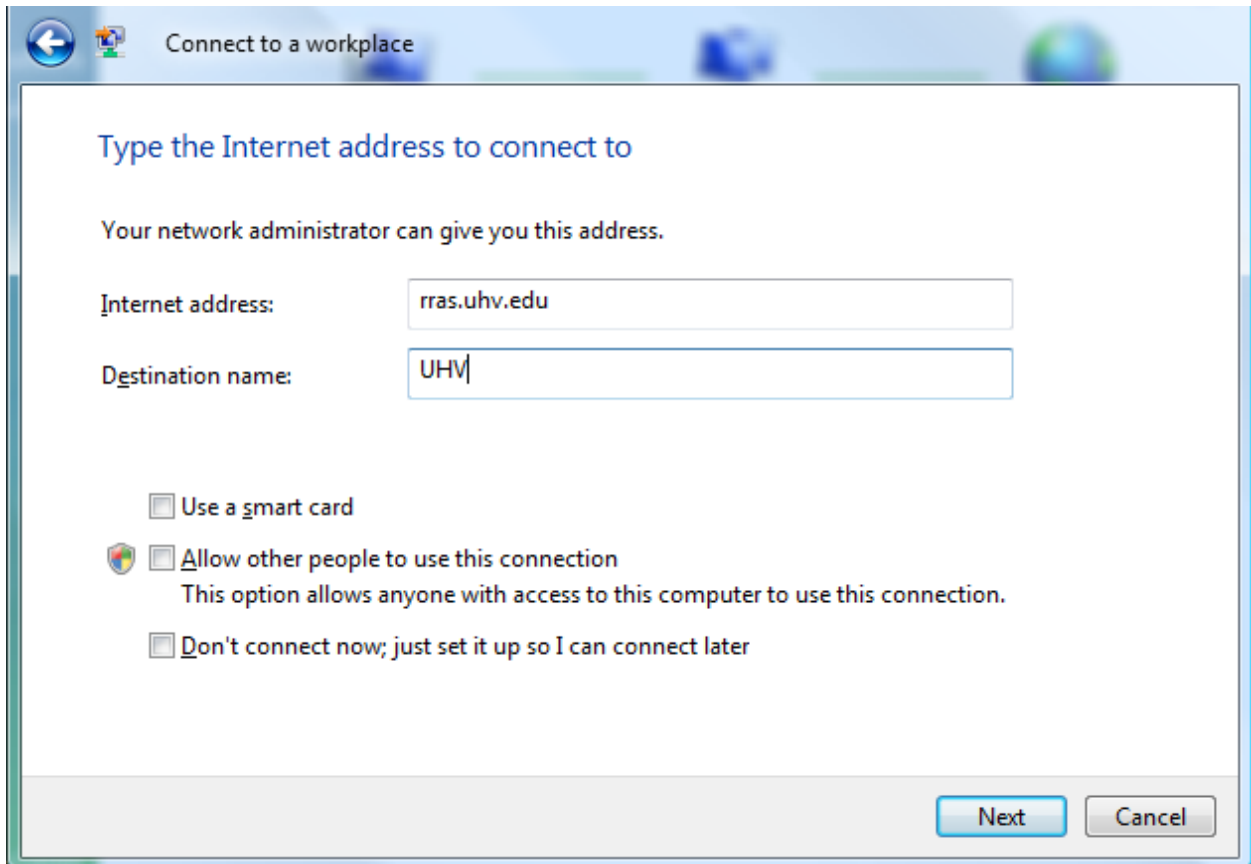 Connect to a workplace
Type the Internet address to connect to
Your network administrator can give you this address.
Internet address: rras.uhv.edu
Destination name: UHV
Use a smart card
Allow other people to use this connection
This option allows anyone with access to this computer to use this connection.
Don't connect now; just set it up so I can connect later
Next Cancel